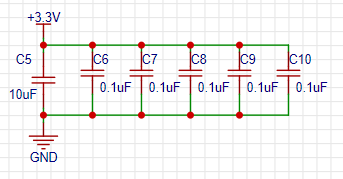 +3.3V
C5 C6 C7 C8 C9 C10
10uF 0.1uF 0.1uF 0.1uF 0.1uF 0.1uF
GND